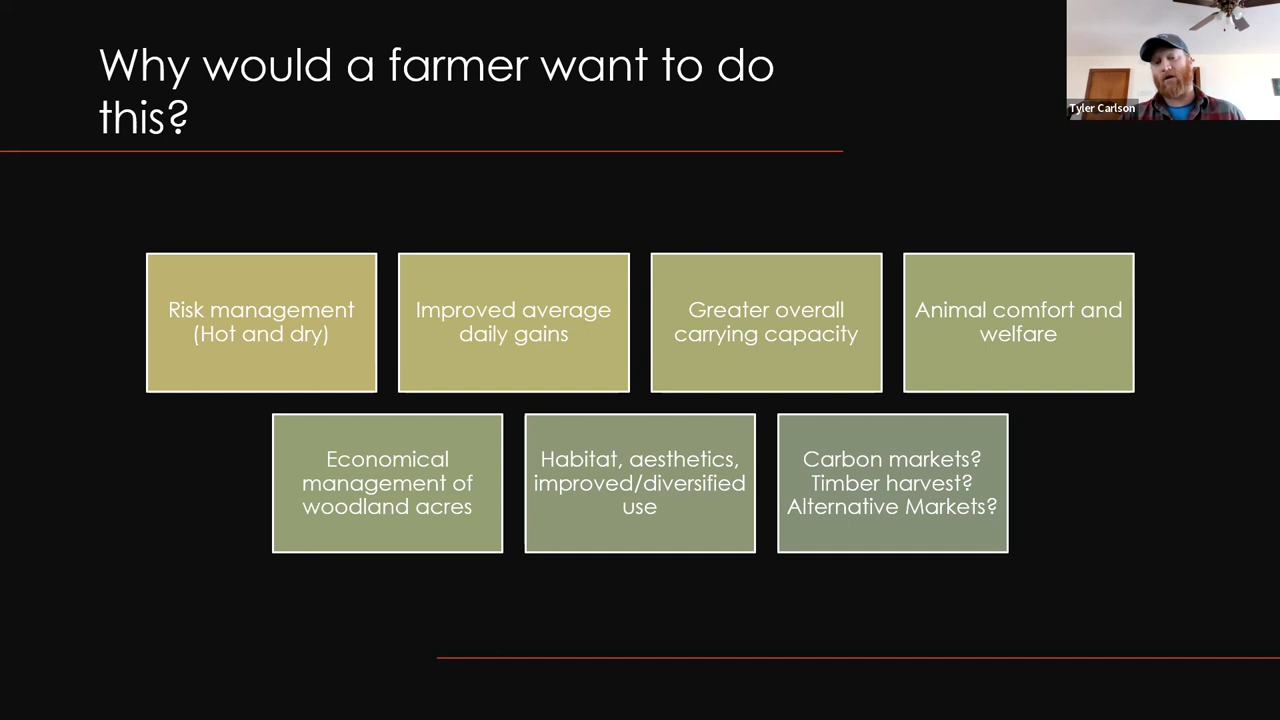 Why would a farmer want to do
this?
Tyler Carlson
Risk management
(Hot and dry)
Improved average
daily gains
Greater overall
carrying capacity
Animal comfort and
welfare
Economical
management of
woodland acres
Habitat, aesthetics,
improved/diversified
use
Carbon markets?
Timber harvest?
Alternative Markets?